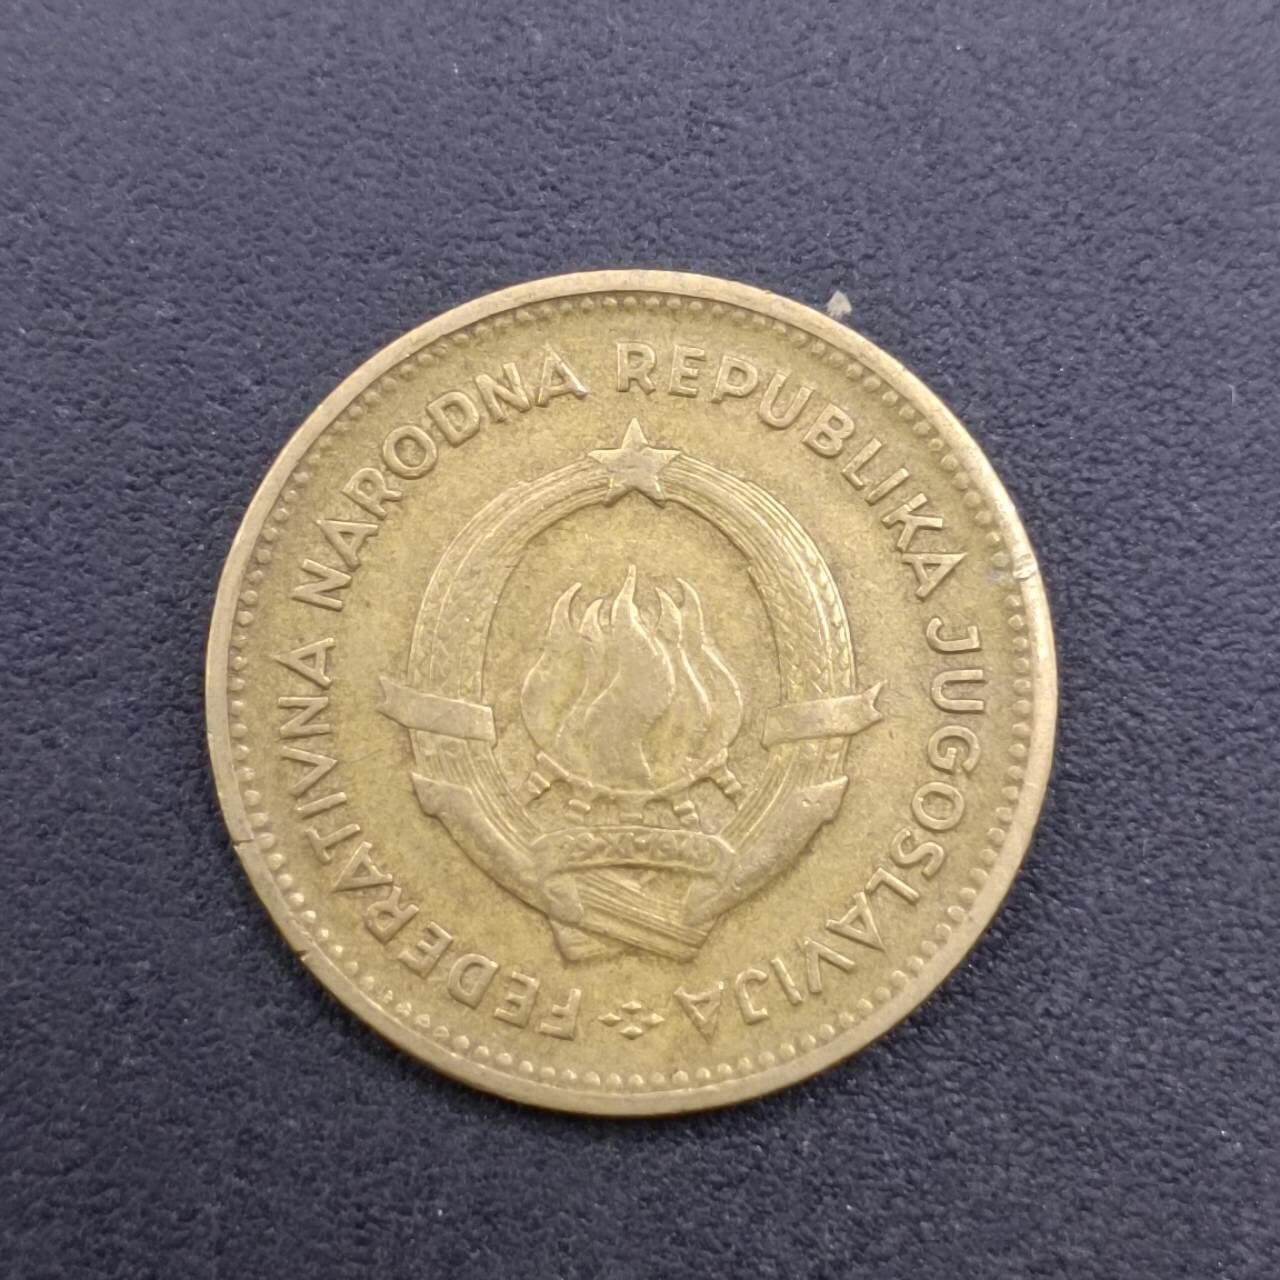 FEDERATIVNA NARODNA REPUBLIKA JUGOSLAVIJA
29·XI·1943